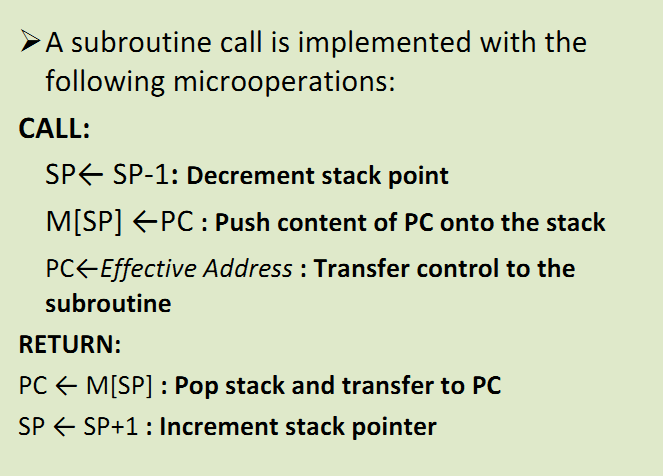 ➢A subroutine call is implemented with the
following microoperations:
CALL:
SP← SP-1: Decrement stack point
M[SP] ←PC : Push content of PC onto the stack
PC←Effective Address : Transfer control to the
subroutine
RETURN:
PC ← M[SP] : Pop stack and transfer to PC
SP ← SP+1 : Increment stack pointer